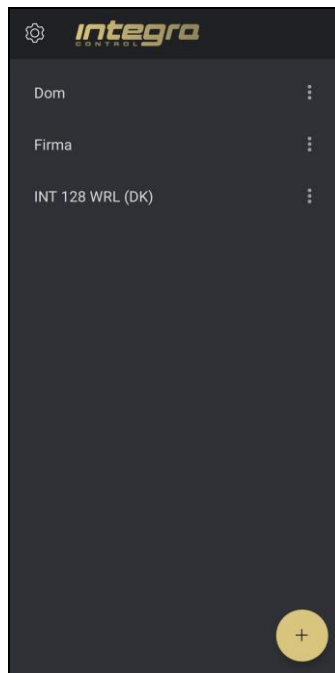 integra
CONTROL
Dom
Firma
INT 128 WRL (DK)
+